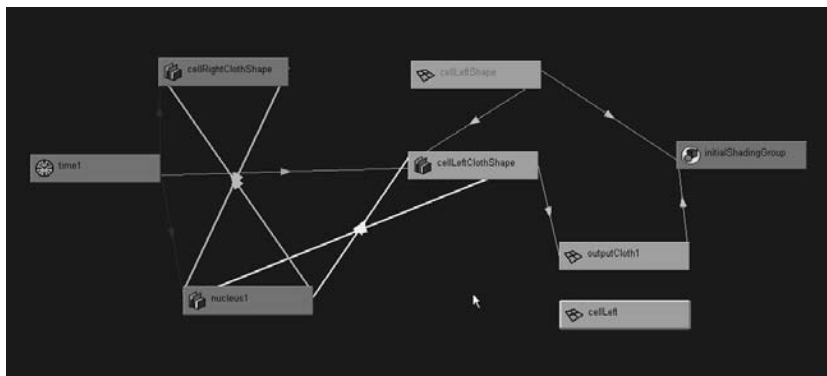 cellRightClothShape
cellLeftShape
time1
cellLeftClothShape
initialShadingGroup
outputCloth1
nucleus1
cellLeft